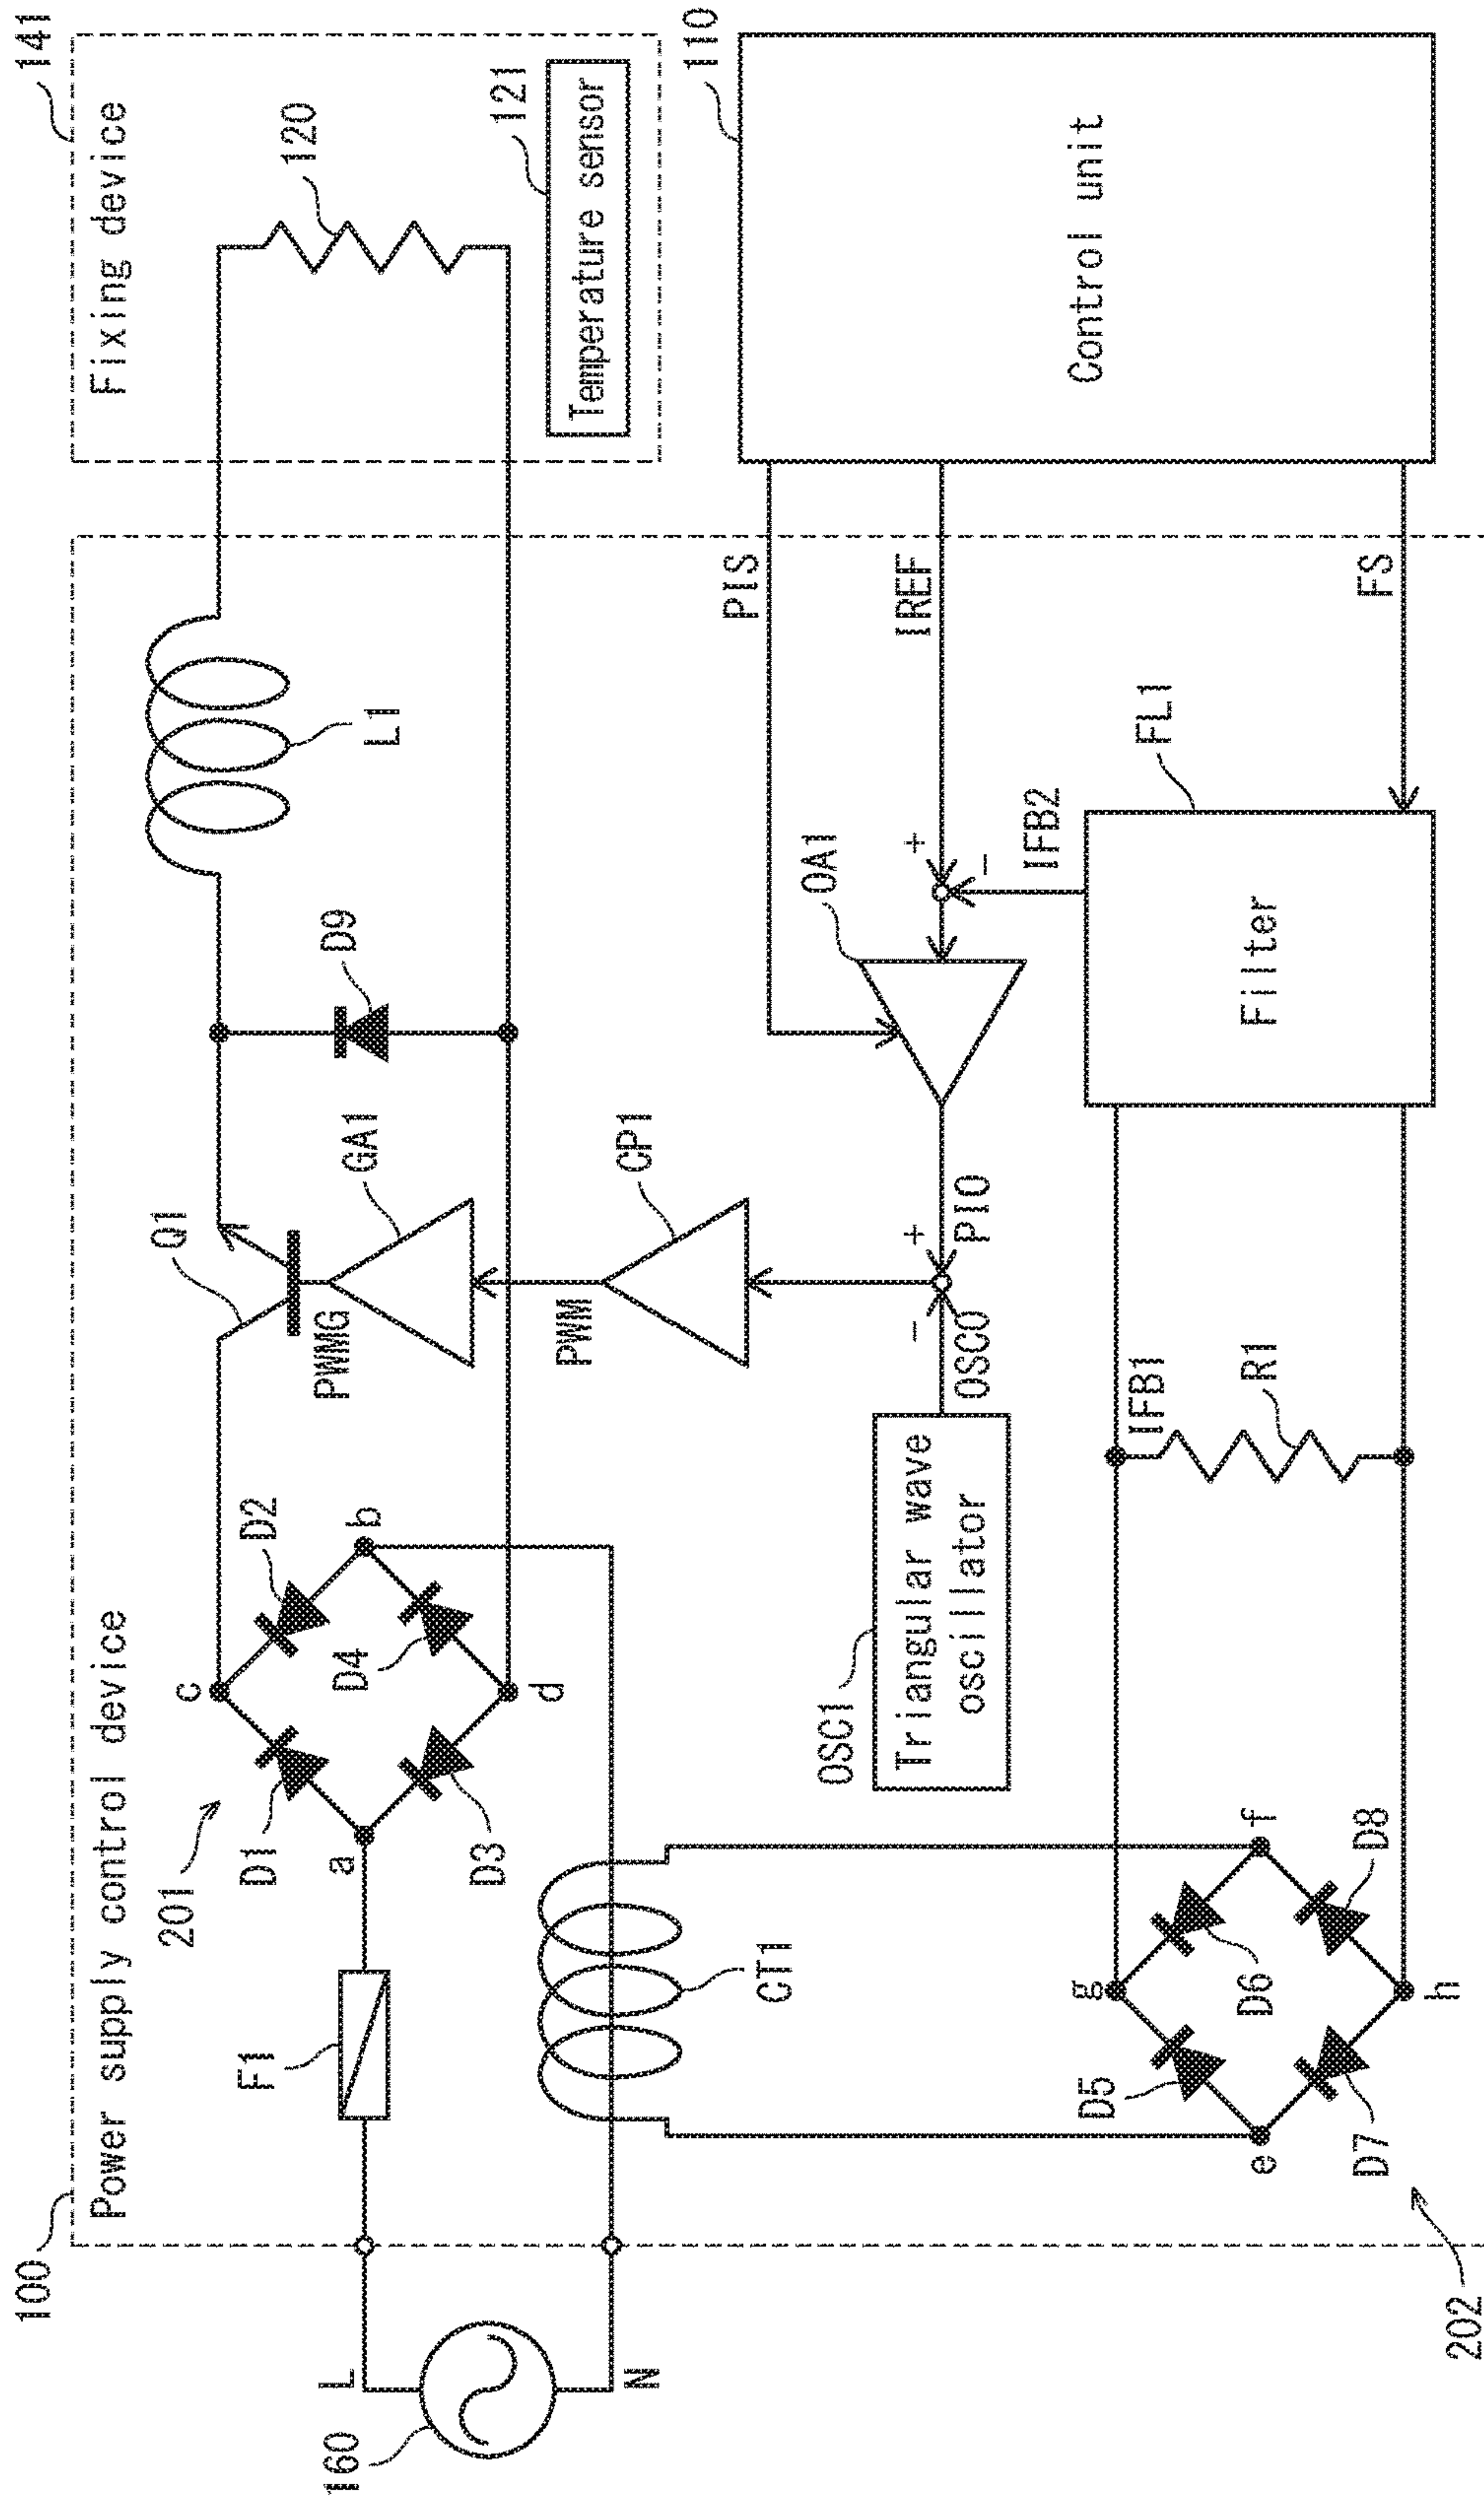 100
141
Power supply control device
Fixing device
201
F1
D1
D2
D3
D4
a
b
c
d
Q1
PWMG
GA1
D9
L1
120
121
Temperature sensor
160
L
N
CT1
PWM
CP1
OSC1
Triangular wave
oscillator
OSCO
-
+
PIO
OA1
PIS
IREF
+
-
IFB2
110
Control unit
FL1
FS
Filter
IFB1
R1
D5
D6
D7
D8
e
f
g
h
202